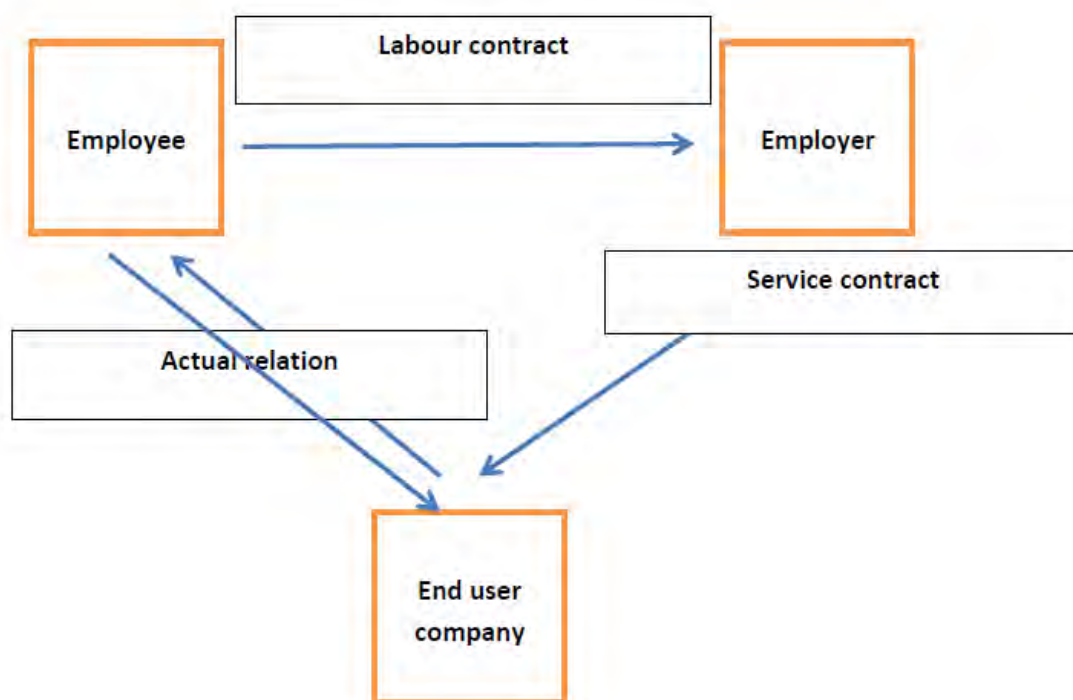 Labour contract
Employee
Employer
Service contract
Actual relation
End user
company